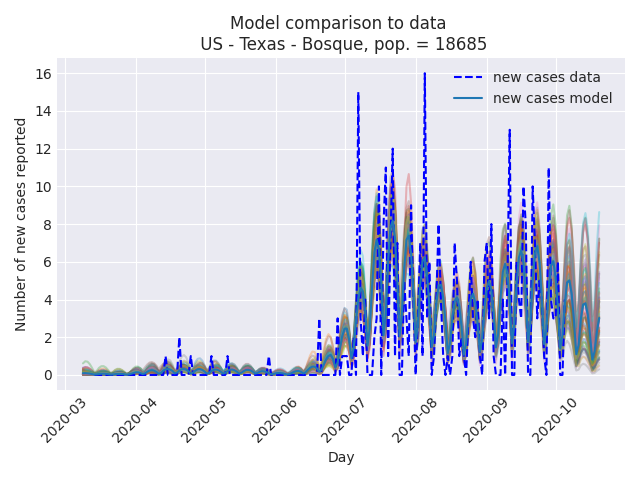 Model comparison to data
US - Texas - Bosque, pop. = 18685
new cases data
new cases model
Number of new cases reported
16
14
12
10
8
6
4
2
0
2020-03
2020-04
2020-05
2020-06
2020-07
2020-08
2020-09
2020-10
Day